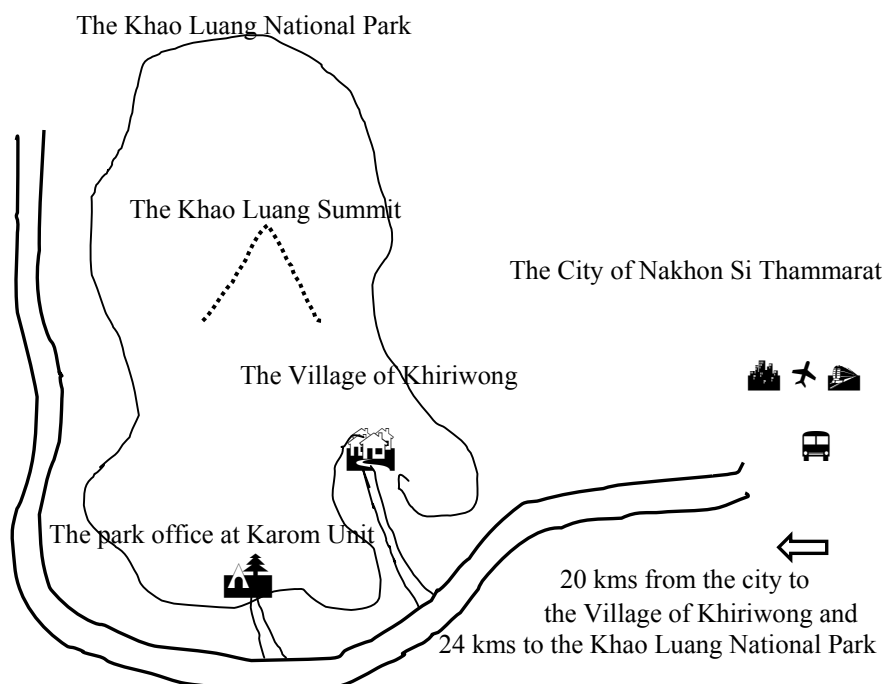 The Khao Luang National Park
The Khao Luang Summit
The City of Nakhon Si Thammarat
The Village of Khiriwong
The park office at Karom Unit
20 kms from the city to
the Village of Khiriwong and
24 kms to the Khao Luang National Park